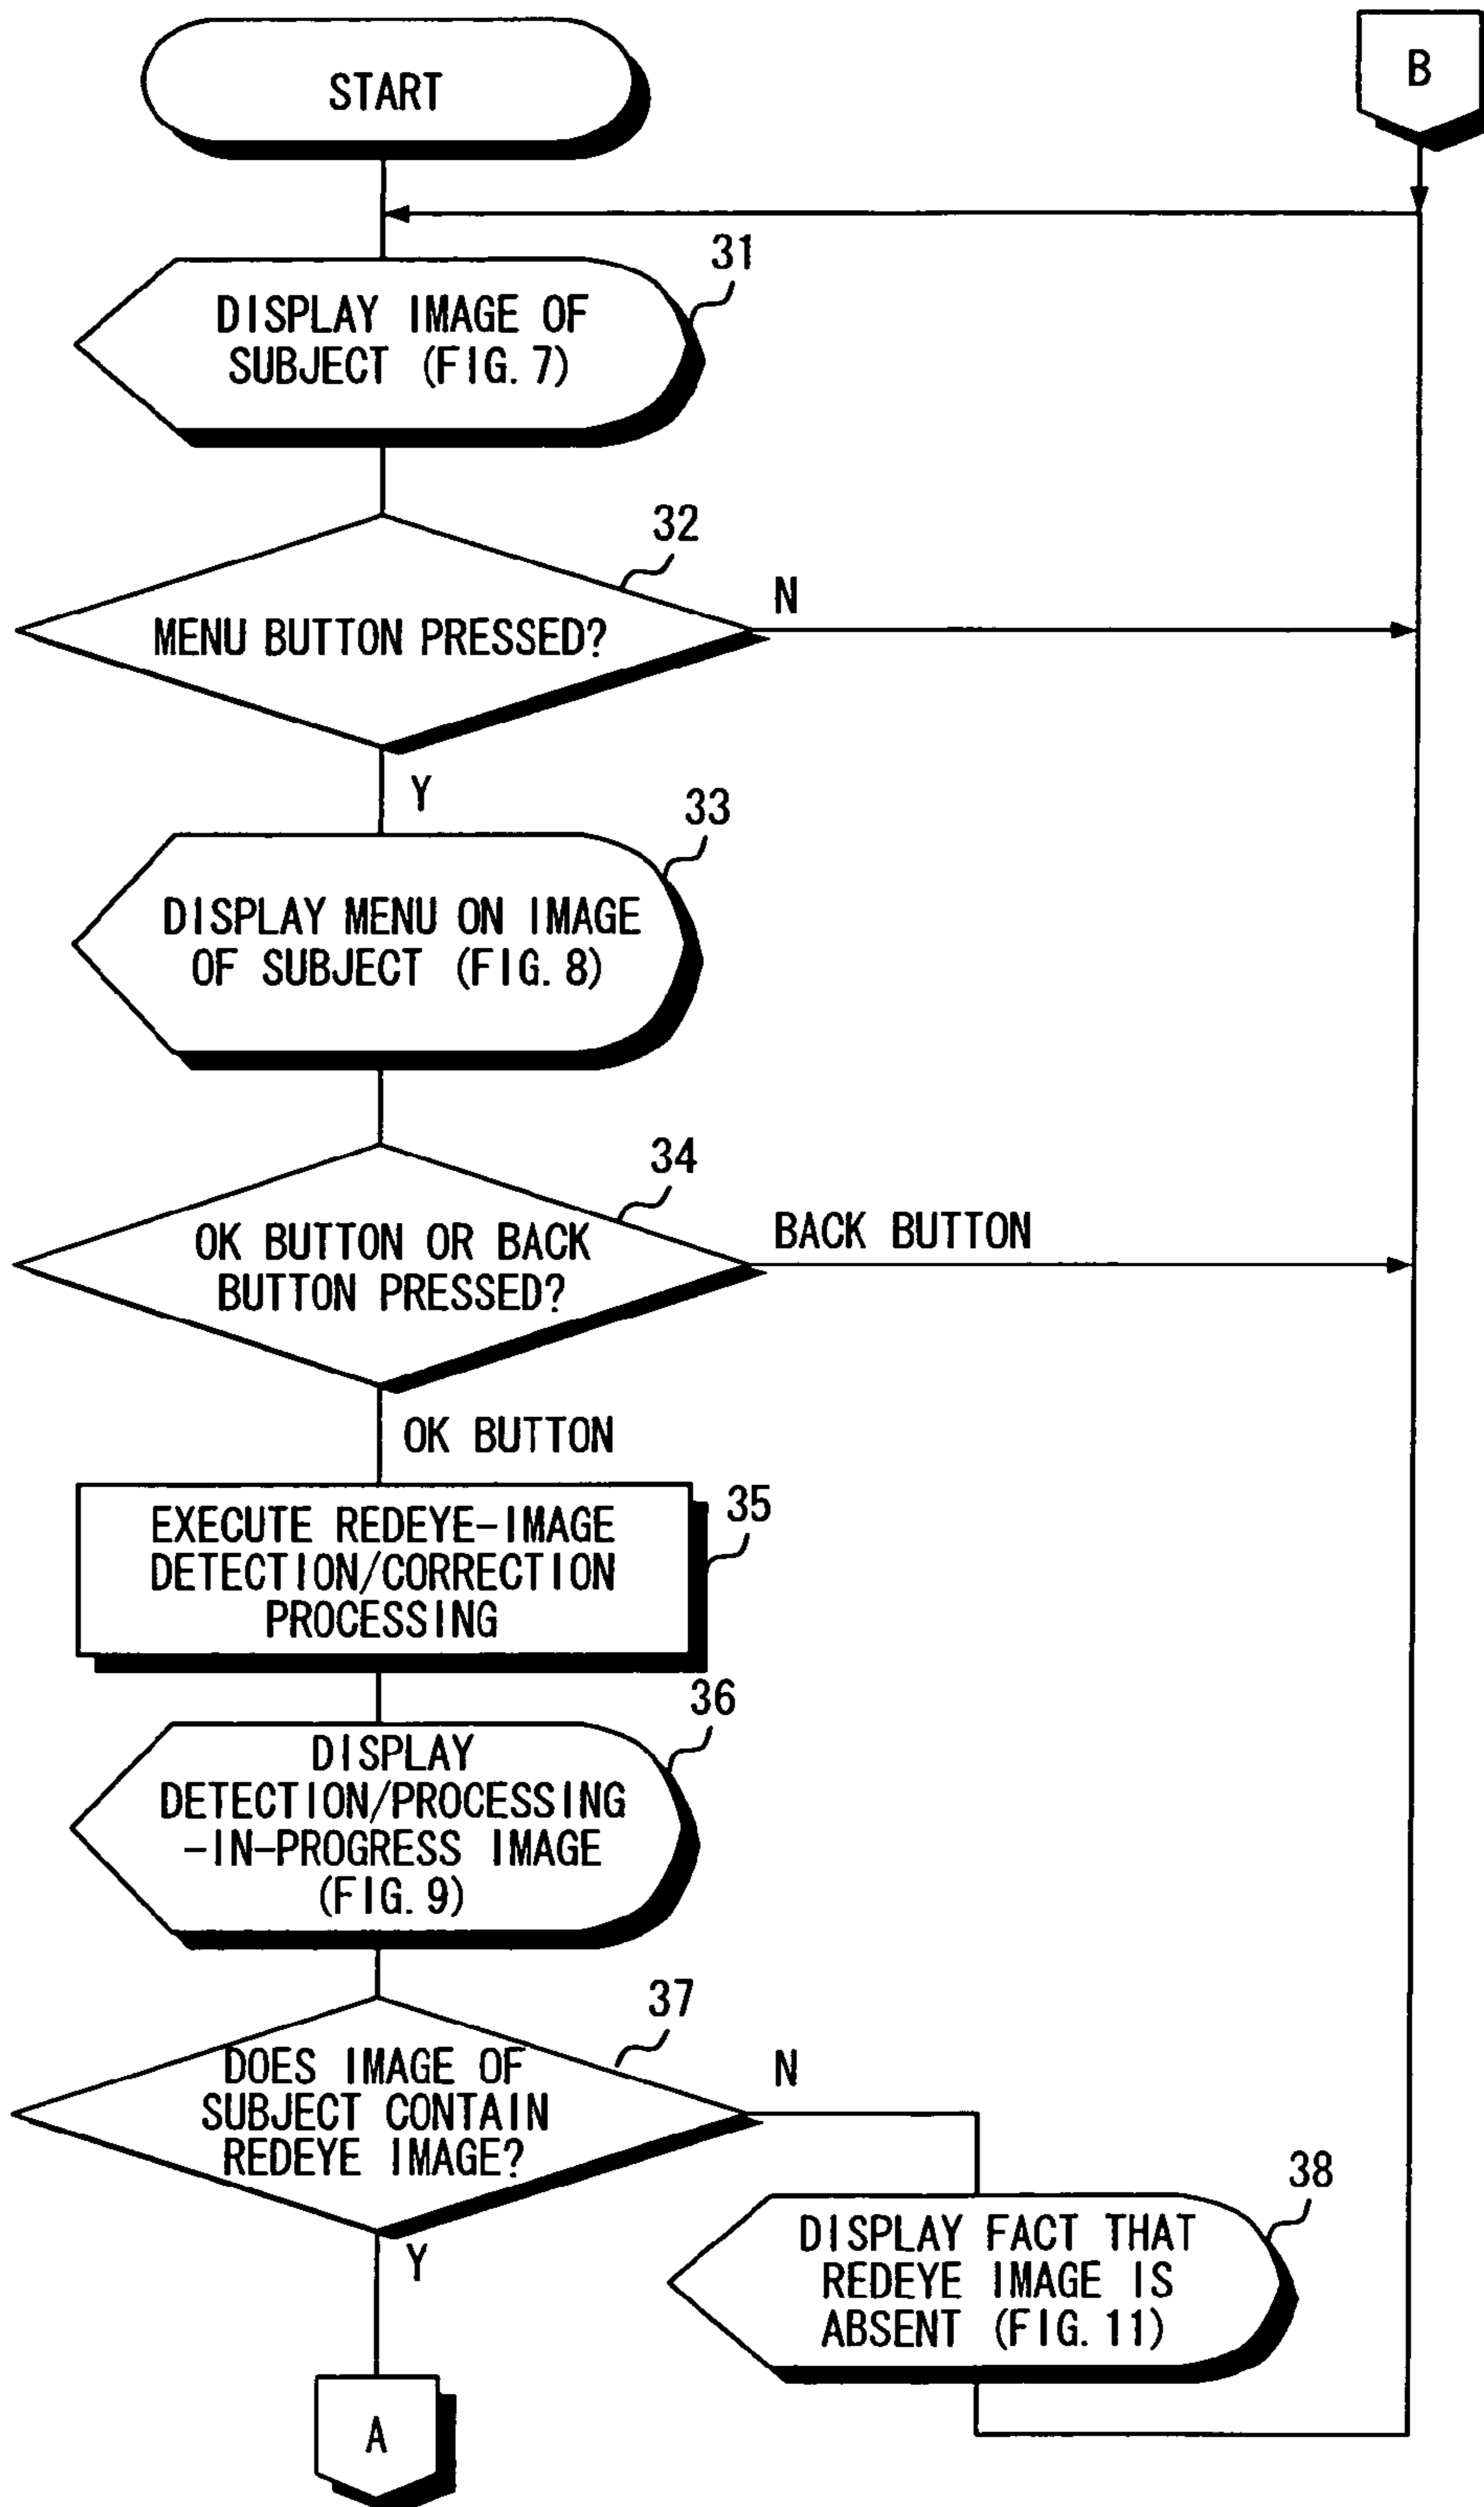 START
B
31
DISPLAY IMAGE OF
SUBJECT (FIG. 7)
32
MENU BUTTON PRESSED?
N
Y
33
DISPLAY MENU ON IMAGE
OF SUBJECT (FIG. 8)
34
OK BUTTON OR BACK
BUTTON PRESSED?
BACK BUTTON
OK BUTTON
35
EXECUTE REDEYE-IMAGE
DETECTION/CORRECTION
PROCESSING
36
DISPLAY
DETECTION/PROCESSING
-IN-PROGRESS IMAGE
(FIG. 9)
37
DOES IMAGE OF
SUBJECT CONTAIN
REDEYE IMAGE?
N
Y
38
DISPLAY FACT THAT
REDEYE IMAGE IS
ABSENT (FIG. 11)
A